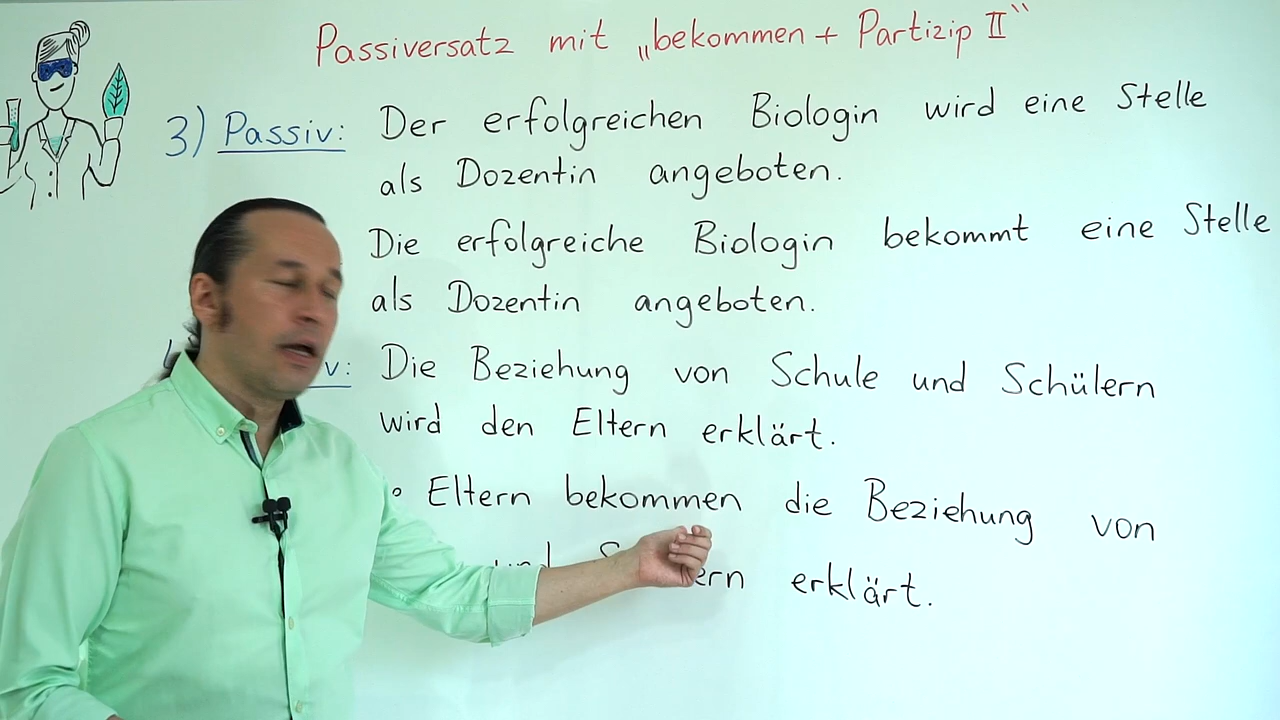 Passiversatz mit „bekommen + Partizip II“
3) Passiv: Der erfolgreichen Biologin wird eine Stelle
als Dozentin angeboten.
Die erfolgreiche Biologin bekommt eine Stelle
als Dozentin angeboten.
Die Beziehung von Schule und Schülern
wird den Eltern erklärt.
Eltern bekommen die Beziehung von
erklärt.